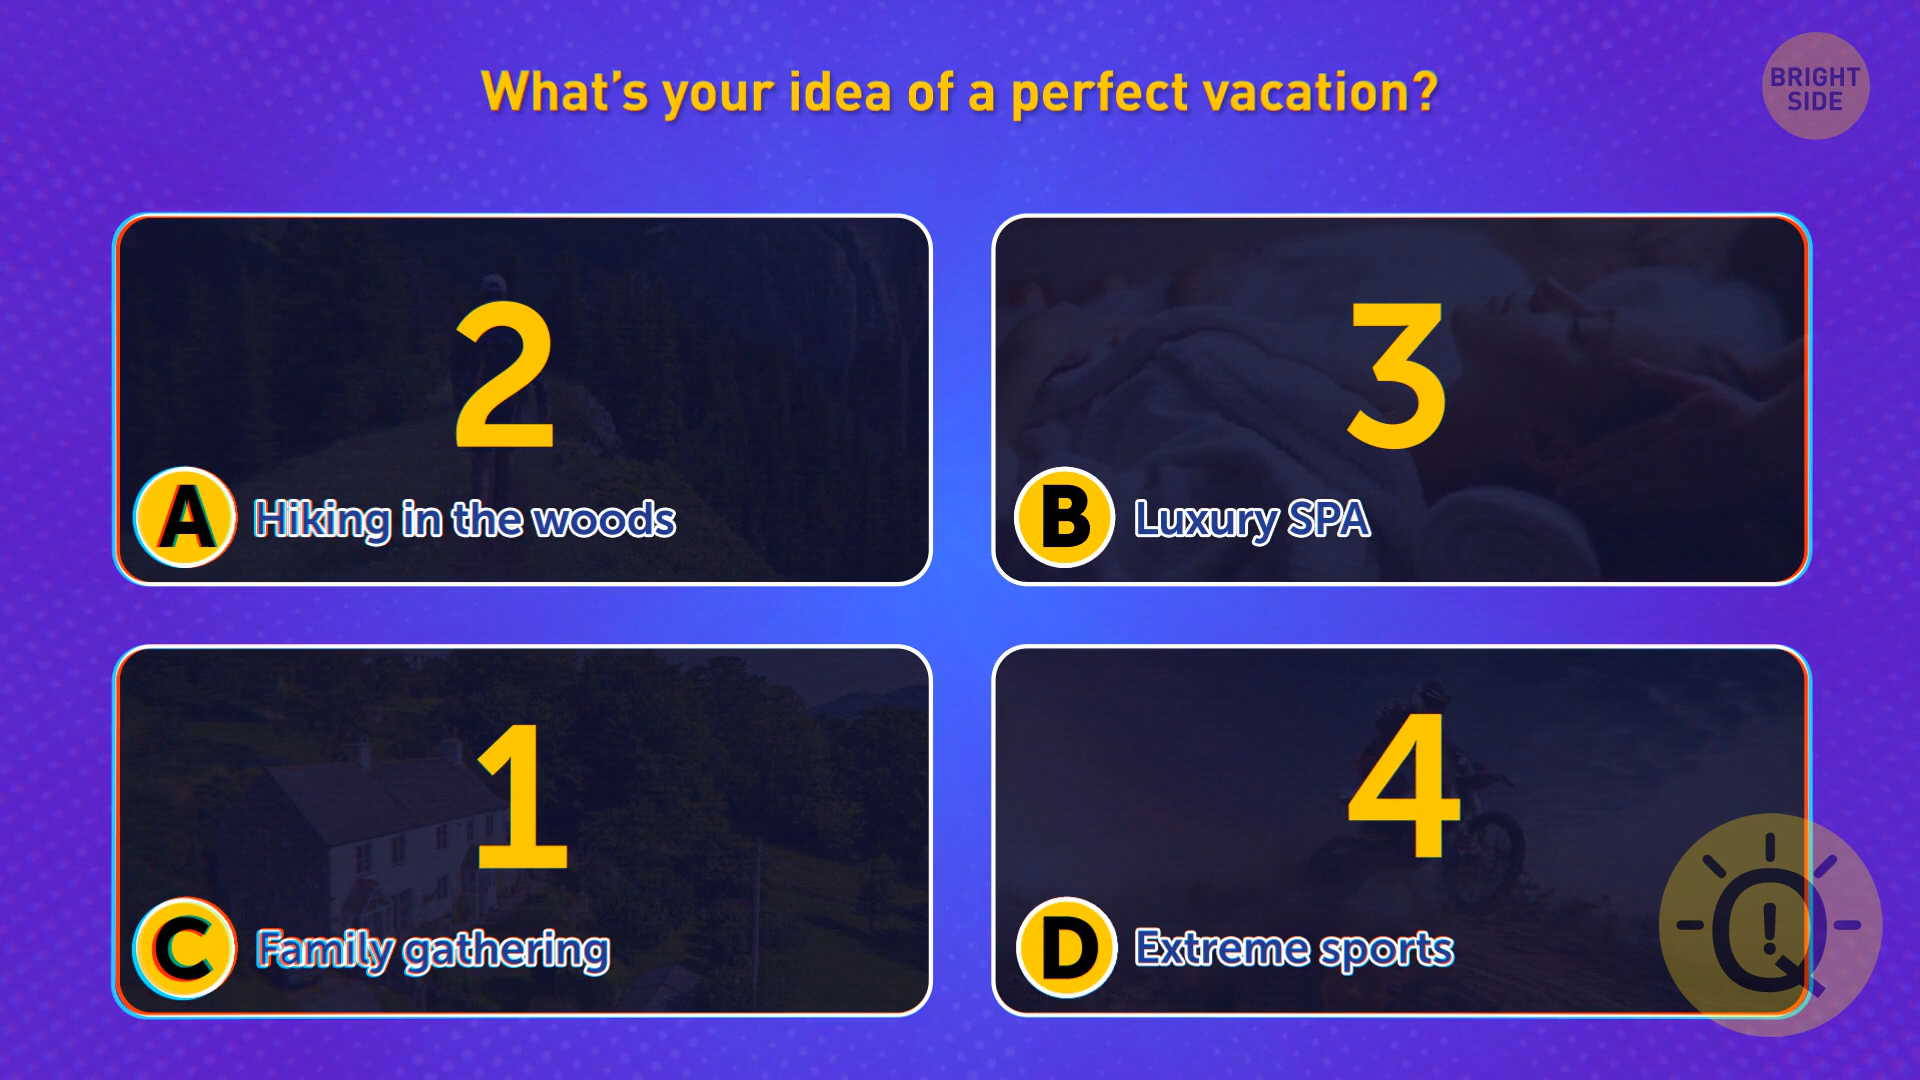 What's your idea of a perfect vacation?
BRIGHT
SIDE
2
A Hiking in the woods
3
B Luxury SPA
1
C Family gathering
4
D Extreme sports
Q!